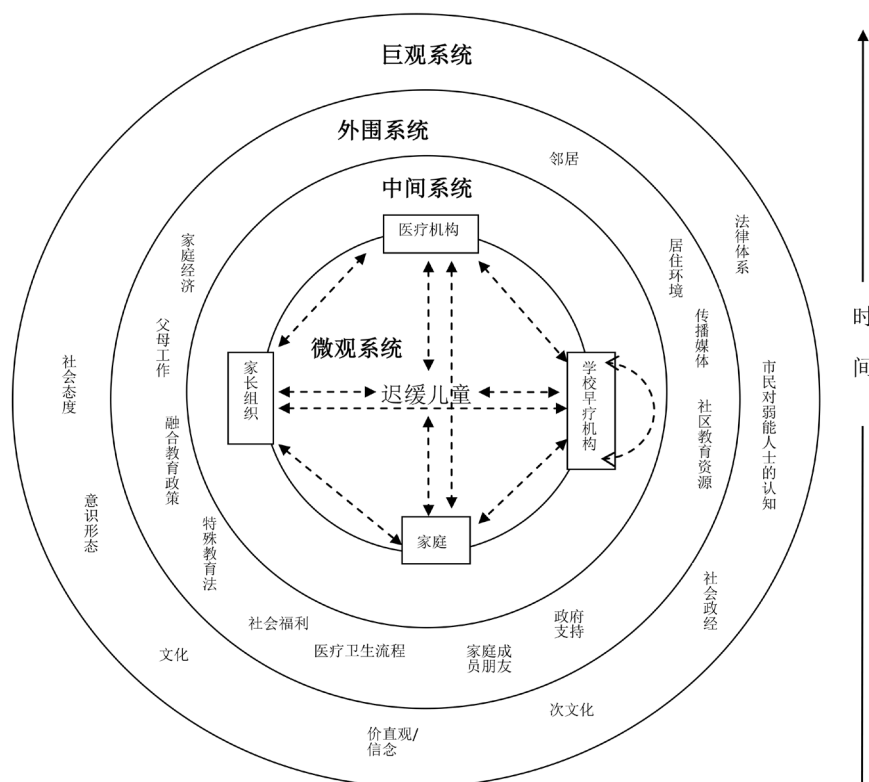 巨观系统
外围系统
邻居
中间系统
医疗机构
法律体系
家庭经济
居住环境
传播媒体
时
间
父母工作
微观系统
社会态度
家长组织
迟缓儿童
学校早疗机构
市民对弱能人士的认知
社区教育资源
融合教育政策
意识形态
特殊教育法
家庭
社会政经
社会福利
政府
支持
医疗卫生流程
家庭成
员朋友
文化
次文化
价直观/
信念